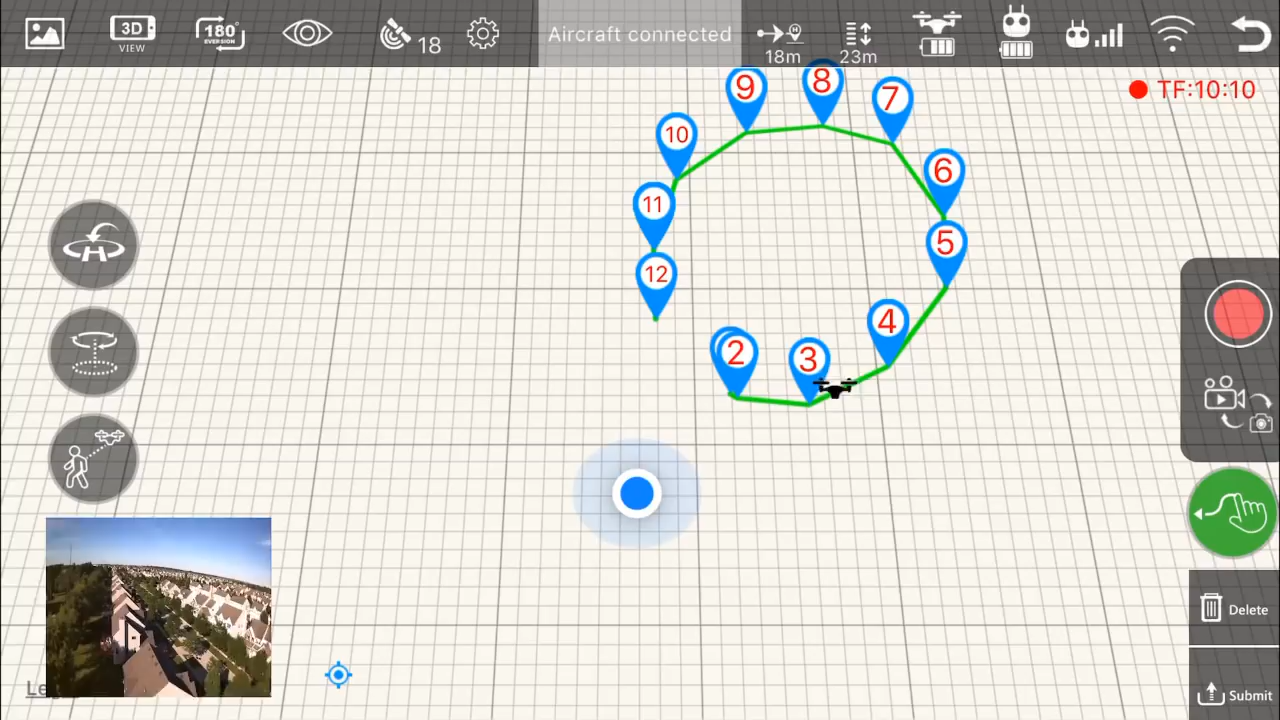 3D
VIEW
180°
EVERSION
18
Aircraft connected
H
18m
23m
TF:10:10
9
8
7
10
6
11
5
12
4
2
3
H
Delete
Submit